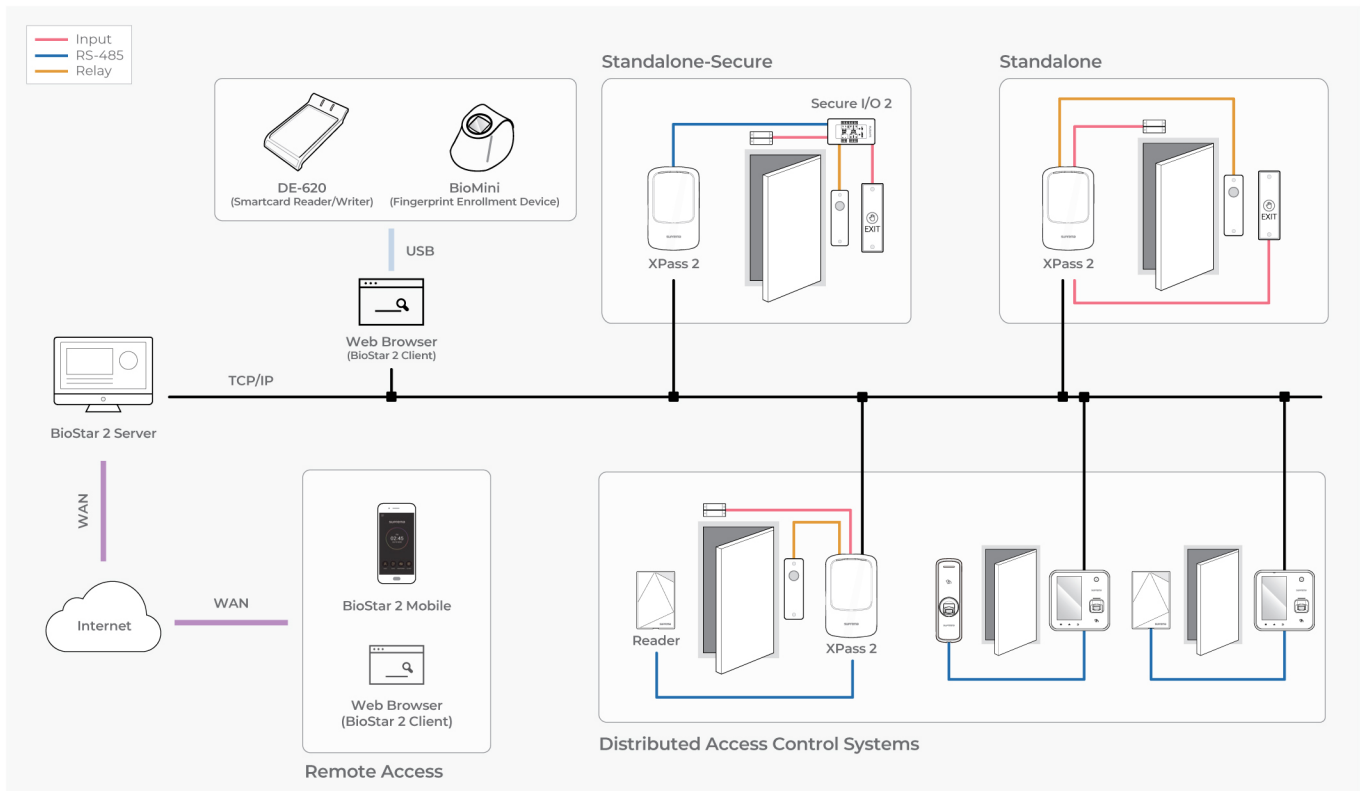 Input
RS-485
Relay
DE-620
(Smartcard Reader/Writer)
BioMini
(Fingerprint Enrollment Device)
USB
Web Browser
(BioStar 2 Client)
Standalone-Secure
Secure I/O 2
EXIT
XPass 2
Standalone
EXIT
XPass 2
TCP/IP
BioStar 2 Server
WAN
Internet
WAN
02:45
BioStar 2 Mobile
Web Browser
(BioStar 2 Client)
Remote Access
Reader
XPass 2
Distributed Access Control Systems